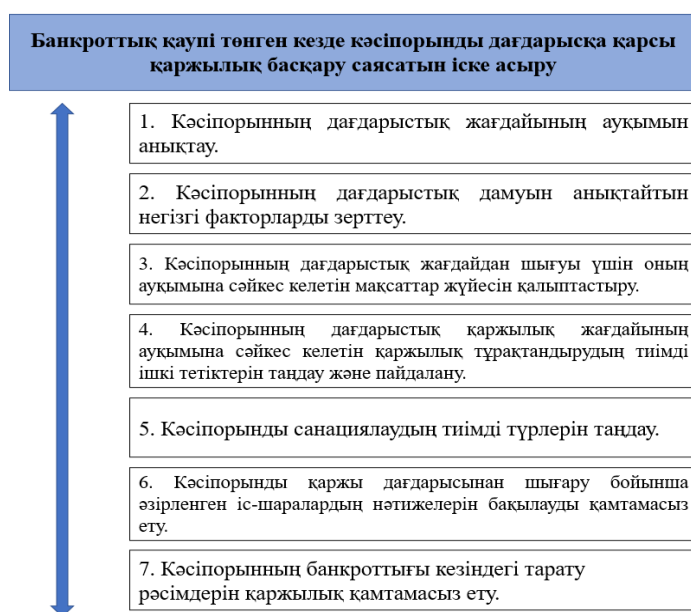 Банкроттық қаупі төнген кезде кәсіпорынды дағдарысқа қарсы
қаржылық басқару саясатын іске асыру
1. Кәсіпорынның дағдарыстық жағдайының ауқымын
анықтау.
2. Кәсіпорынның дағдарыстық дамуын анықтайтын
негізгі факторларды зерттеу.
3. Кәсіпорынның дағдарыстық жағдайдан шығуы үшін оның
ауқымына сәйкес келетін мақсаттар жүйесін қалыптастыру.
4. Кәсіпорынның дағдарыстық қаржылық жағдайының
ауқымына сәйкес келетін қаржылық тұрақтандырудың тиімді
ішкі тетіктерін таңдау және пайдалану.
5. Кәсіпорынды санациялаудың тиімді түрлерін таңдау.
6. Кәсіпорынды қаржы дағдарысынан шығару бойынша
әзірленген іс-шаралардың нәтижелерін бақылауды қамтамасыз
ету.
7. Кәсіпорынның банкроттығы кезіндегі тарату
рәсімдерін қаржылық қамтамасыз ету.